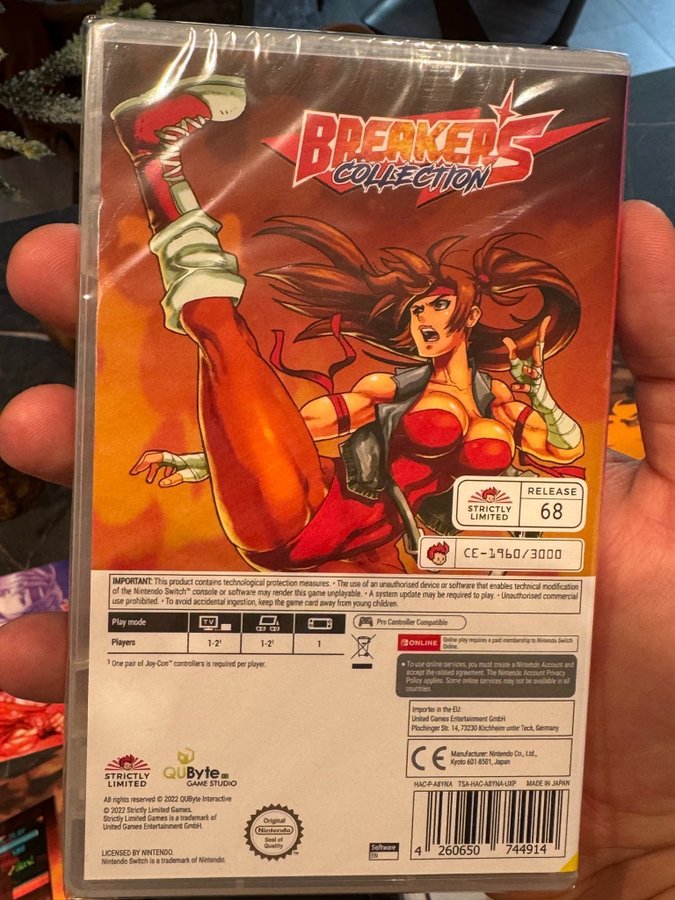 BREAKERS
COLLECTION
STRICTLY
LIMITED
RELEASE
68
CE-1960/3000
IMPORTANT: This product contains technological protection measures. • The use of an unauthorised device or software that enables technical modification
of the Nintendo Switch™ console or software may render this game unplayable. • A system update may be required to play. • Unauthorised commercial
use prohibited. • To avoid accidental ingestion, keep the game card away from young children.
Play mode
TV
Pro Controller Compatible
Players 1-2¹ 1-2¹ 1
¹ One pair of Joy-Con™ controllers is required per player.
ONLINE
Online play requires a paid membership to Nintendo Switch
Online.
• To use online services, you must create a Nintendo Account and
accept the related agreement. The Nintendo Account Privacy
Policy applies. Some online services may not be available in all
countries.
Importer in the EU:
United Games Entertainment GmbH
Plochinger Str. 14, 73230 Kirchheim unter Teck, Germany
CE
Manufacturer: Nintendo Co., Ltd.,
Kyoto 601-8501, Japan
HAC-P-A8YNA TSA-HAC-A8YNA-UXP MADE IN JAPAN
STRICTLY
LIMITED
QUByte
GAME STUDIO
All rights reserved © 2022 QUByte Interactive
© 2022 Strictly Limited Games.
Strictly Limited Games is a trademark of
United Games Entertainment GmbH.
LICENSED BY NINTENDO.
Nintendo Switch is a trademark of Nintendo.
Original
Nintendo
Seal of
Quality
Software
EN
4 260650 744914